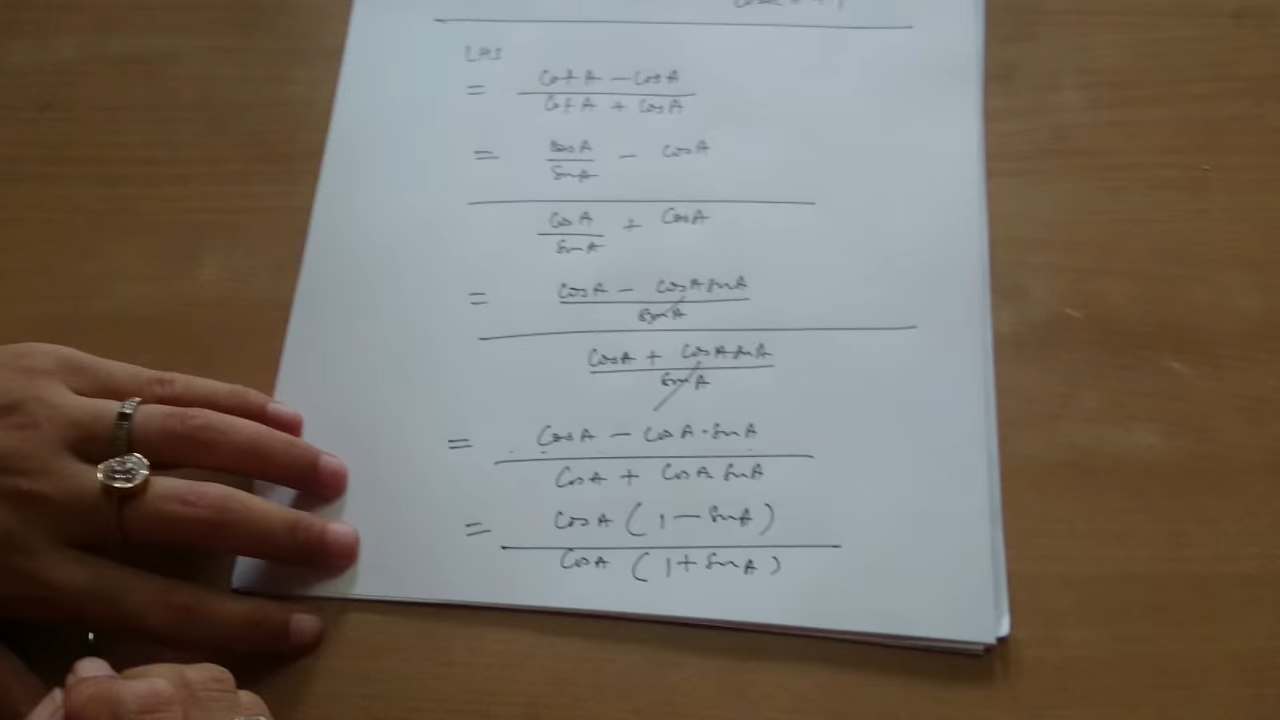 LHS
= CotA - CosA
CotA + CosA
= CosA - CosA
SinA
CosA + CosA
SinA
= CosA - CosA SinA
SinA
CosA + CosA SinA
SinA
= CosA - CosA·SinA
CosA + CosA SinA
= CosA (1 - SinA)
CosA (1 + SinA)